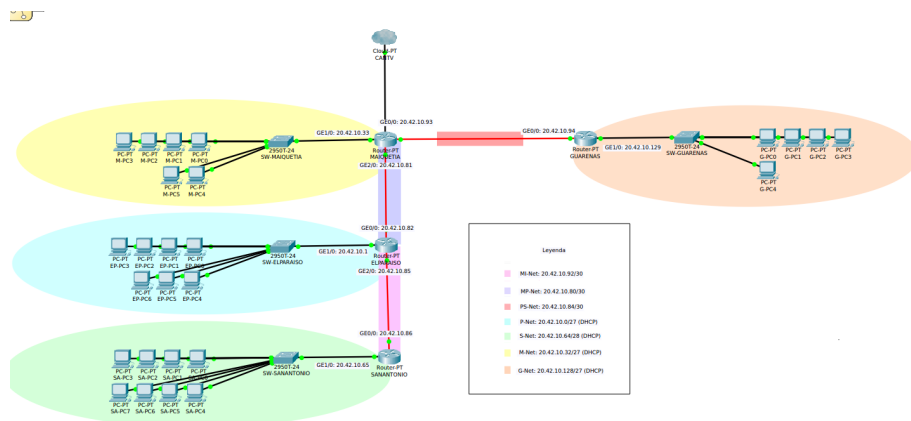 Cloud-PT
CANTV
GE0/0: 20.42.10.93
GE1/0: 20.42.10.33
Router-PT
MAIQUETIA
GE2/0: 20.42.10.81
2950T-24
SW-MAIQUETIA
PC-PT
M-PC3
PC-PT
M-PC2
PC-PT
M-PC1
PC-PT
M-PC0
PC-PT
M-PC5
PC-PT
M-PC4
GE0/0: 20.42.10.94
Router-PT
GUARENAS
GE1/0: 20.42.10.129
2950T-24
SW-GUARENAS
PC-PT
G-PC0
PC-PT
G-PC1
PC-PT
G-PC2
PC-PT
G-PC3
PC-PT
G-PC4
GE0/0: 20.42.10.82
GE1/0: 20.42.10.1
Router-PT
ELPARAISO
GE2/0: 20.42.10.85
2950T-24
SW-ELPARAISO
PC-PT
EP-PC3
PC-PT
EP-PC2
PC-PT
EP-PC1
PC-PT
PC-PT
EP-PC6
PC-PT
EP-PC5
PC-PT
EP-PC4
GE0/0: 20.42.10.86
GE1/0: 20.42.10.65
Router-PT
SANANTONIO
2950T-24
SW-SANANTONIO
PC-PT
SA-PC3
PC-PT
SA-PC2
PC-PT
PC-PT
PC-PT
SA-PC7
PC-PT
SA-PC6
PC-PT
SA-PC5
PC-PT
SA-PC4
Leyenda
MI-Net: 20.42.10.92/30
MP-Net: 20.42.10.80/30
PS-Net: 20.42.10.84/30
P-Net: 20.42.10.0/27 (DHCP)
S-Net: 20.42.10.64/28 (DHCP)
M-Net: 20.42.10.32/27 (DHCP)
G-Net: 20.42.10.128/27 (DHCP)